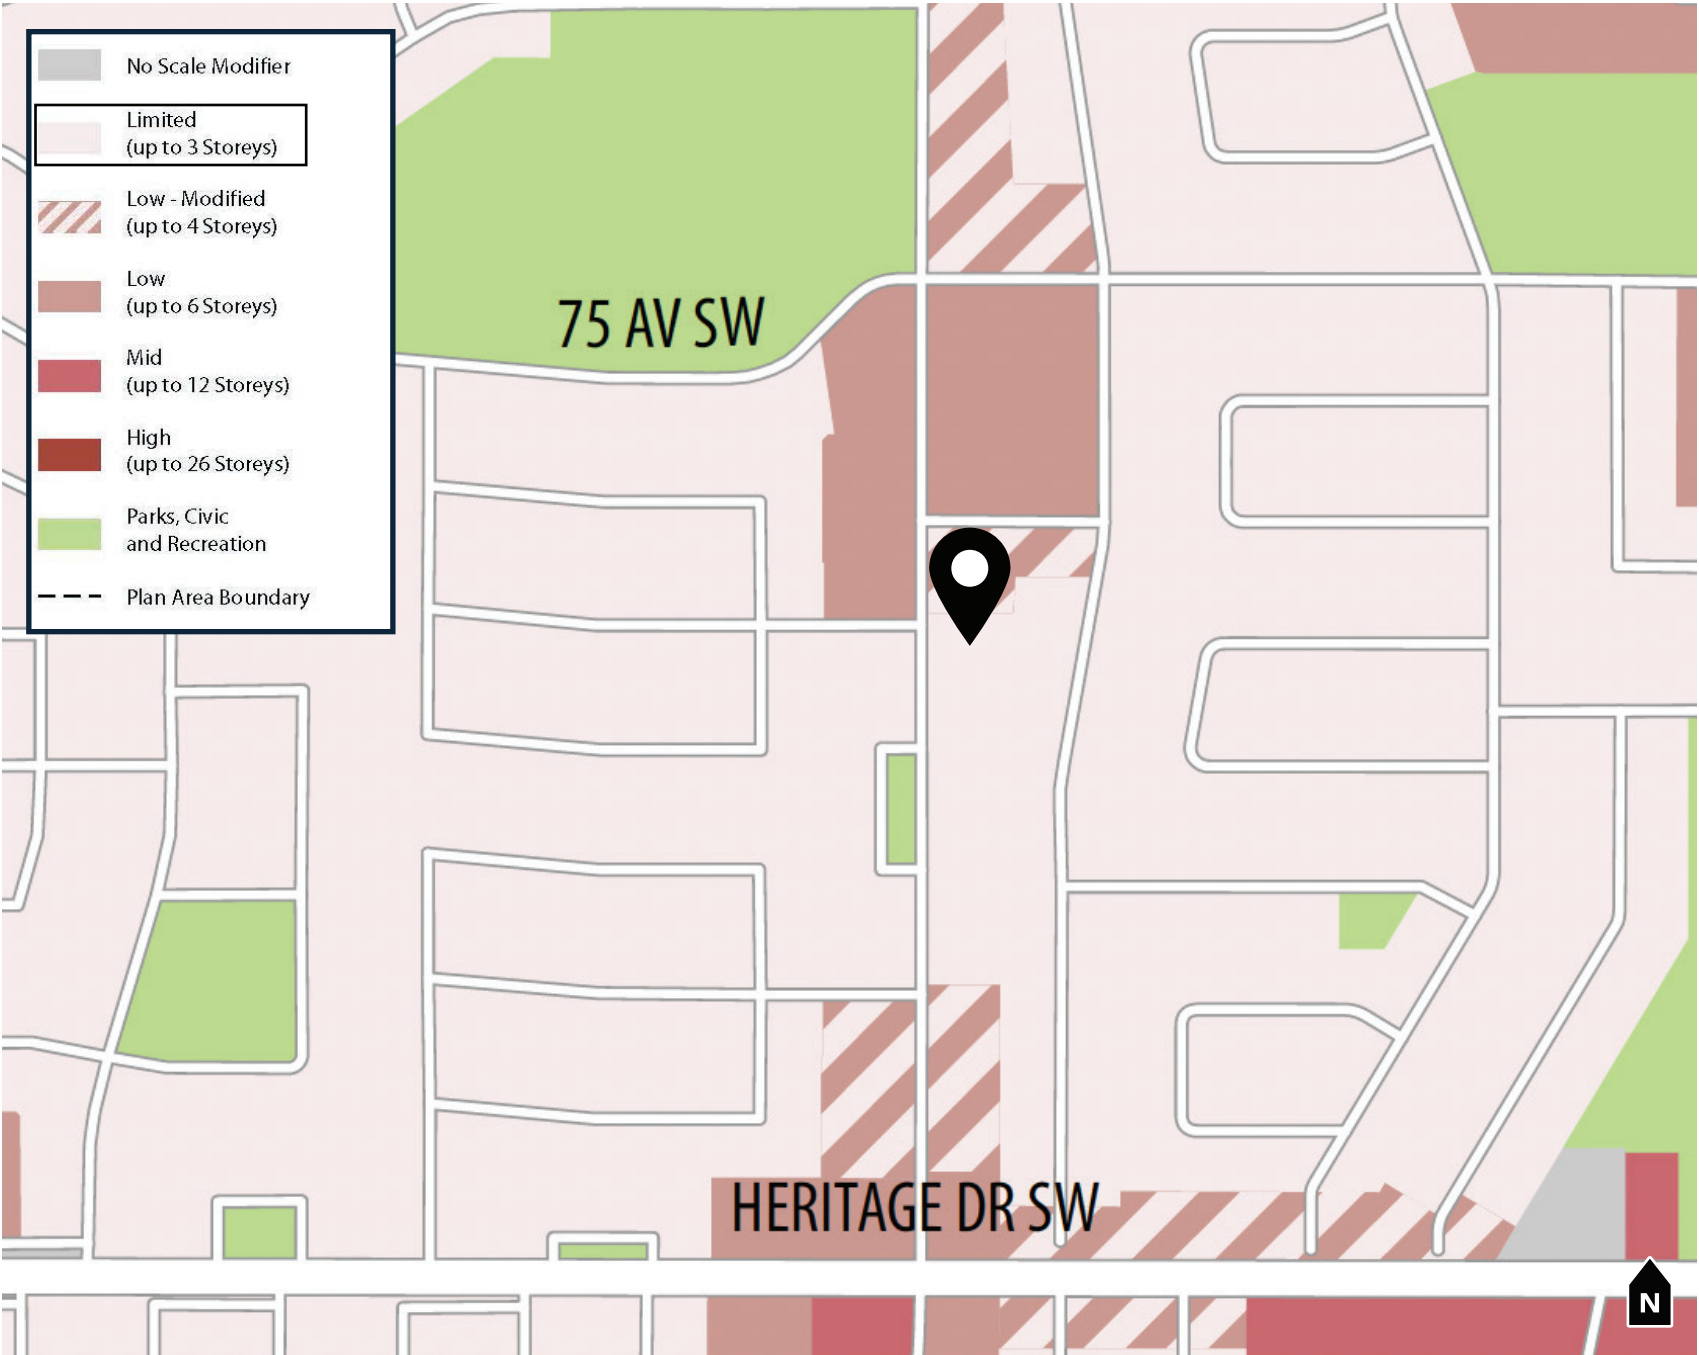 No Scale Modifier
Limited
(up to 3 Storeys)
Low - Modified
(up to 4 Storeys)
Low
(up to 6 Storeys)
Mid
(up to 12 Storeys)
High
(up to 26 Storeys)
Parks, Civic
and Recreation
Plan Area Boundary
75 AV SW
HERITAGE DR SW
N